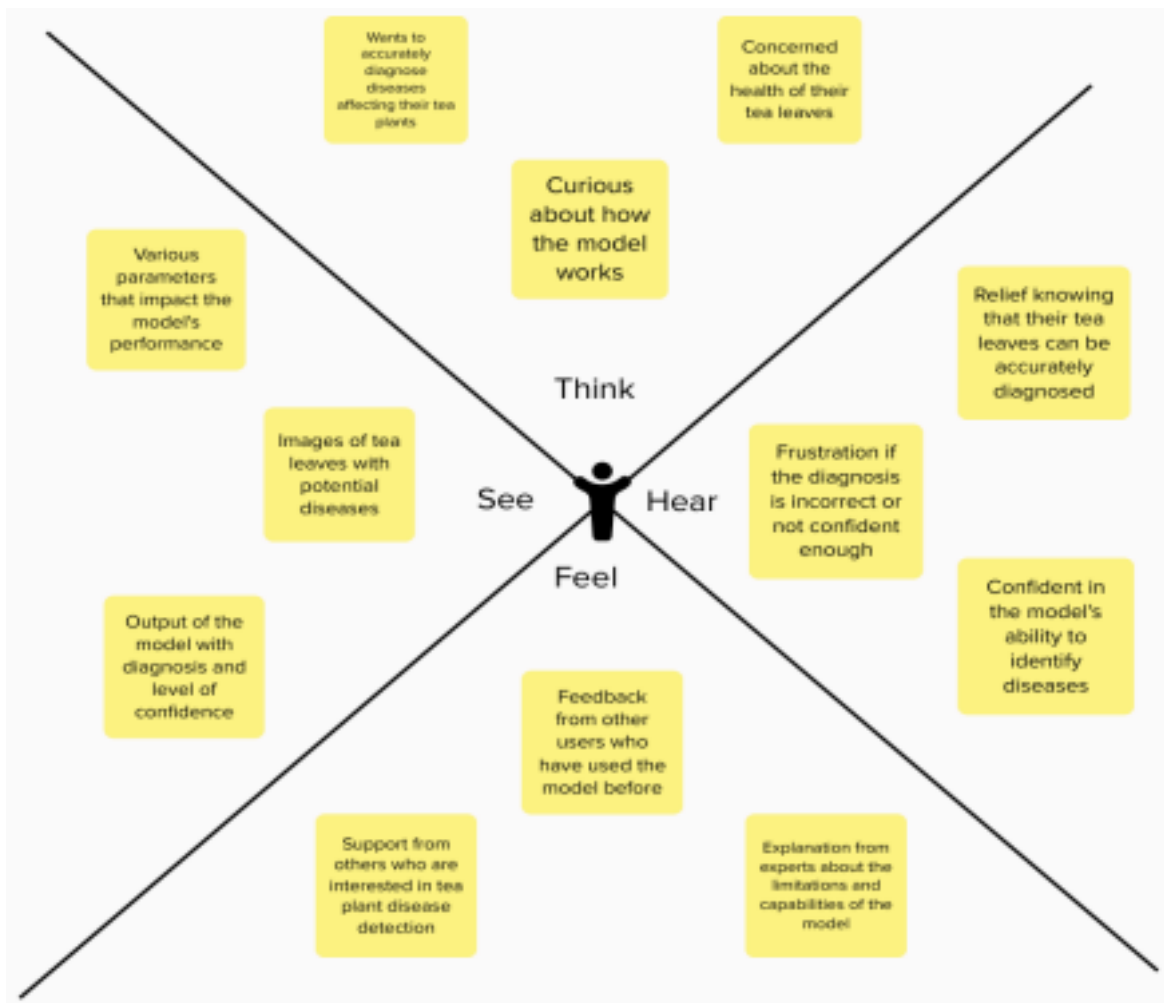 Wants to
accurately
diagnose
diseases
affecting their tea
plants
Concerned
about the
health of their
tea leaves
Curious
about how
the model
works
Various
parameters
that impact the
model's
performance
Relief knowing
that their tea
leaves can be
accurately
diagnosed
Think
Images of tea
leaves with
potential
diseases
See
Hear
Frustration if
the diagnosis
is incorrect or
not confident
enough
Feel
Output of the
model with
diagnosis and
level of
confidence
Confident in
the model's
ability to
identify
diseases
Feedback
from other
users who
have used the
model before
Support from
others who are
interested in tea
plant disease
detection
Explanation from
experts about the
limitations and
capabilities of the
model